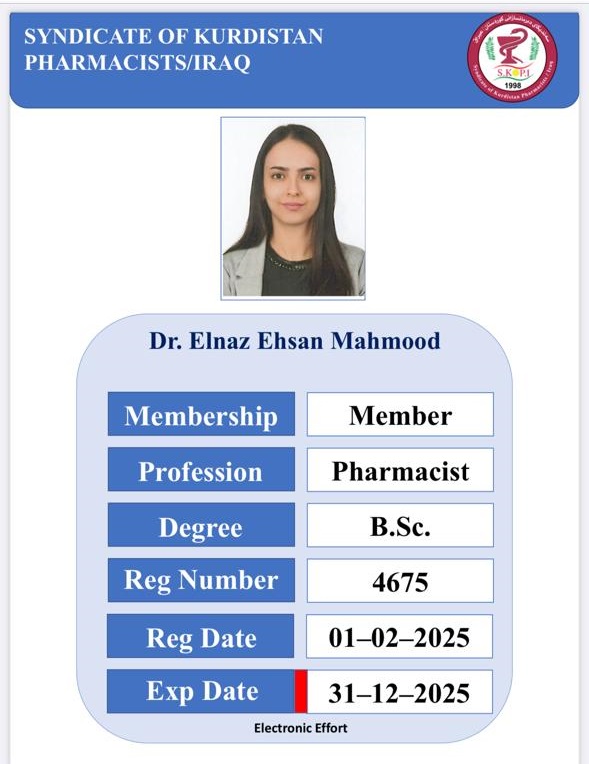 SYNDICATE OF KURDISTAN
PHARMACISTS/IRAQ
S.K.P.I
1998
Syndicate of Kurdistan Pharmacists / Iraq
Dr. Elnaz Ehsan Mahmood
Membership Member
Profession Pharmacist
Degree B.Sc.
Reg Number 4675
Reg Date 01–02–2025
Exp Date 31–12–2025
Electronic Effort